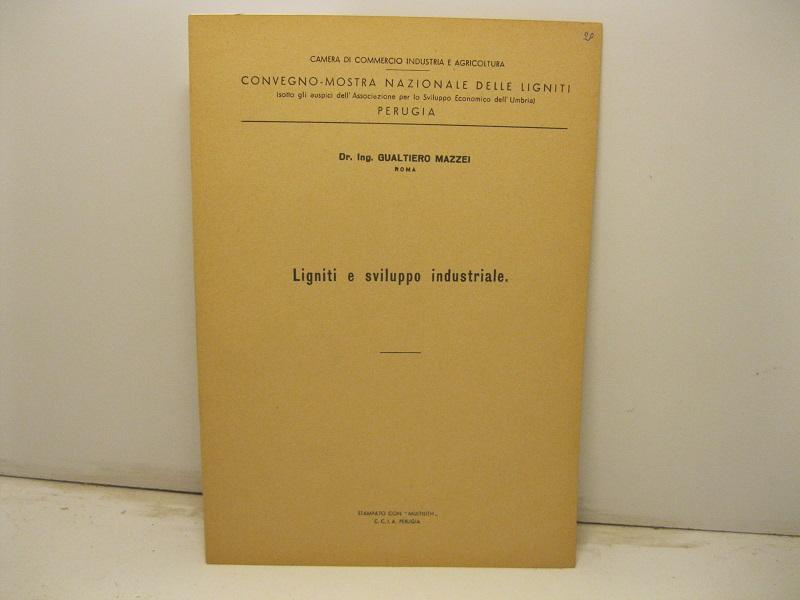 20
CAMERA DI COMMERCIO INDUSTRIA E AGRICOLTURA
CONVEGNO-MOSTRA NAZIONALE DELLE LIGNITI
(sotto gli auspici dell'Associazione per lo Sviluppo Economico dell'Umbria)
PERUGIA
Dr. Ing. GUALTIERO MAZZEI
ROMA
Ligniti e sviluppo industriale.
STAMPATO CON "MULTILITH„
C. C. I. A. PERUGIA